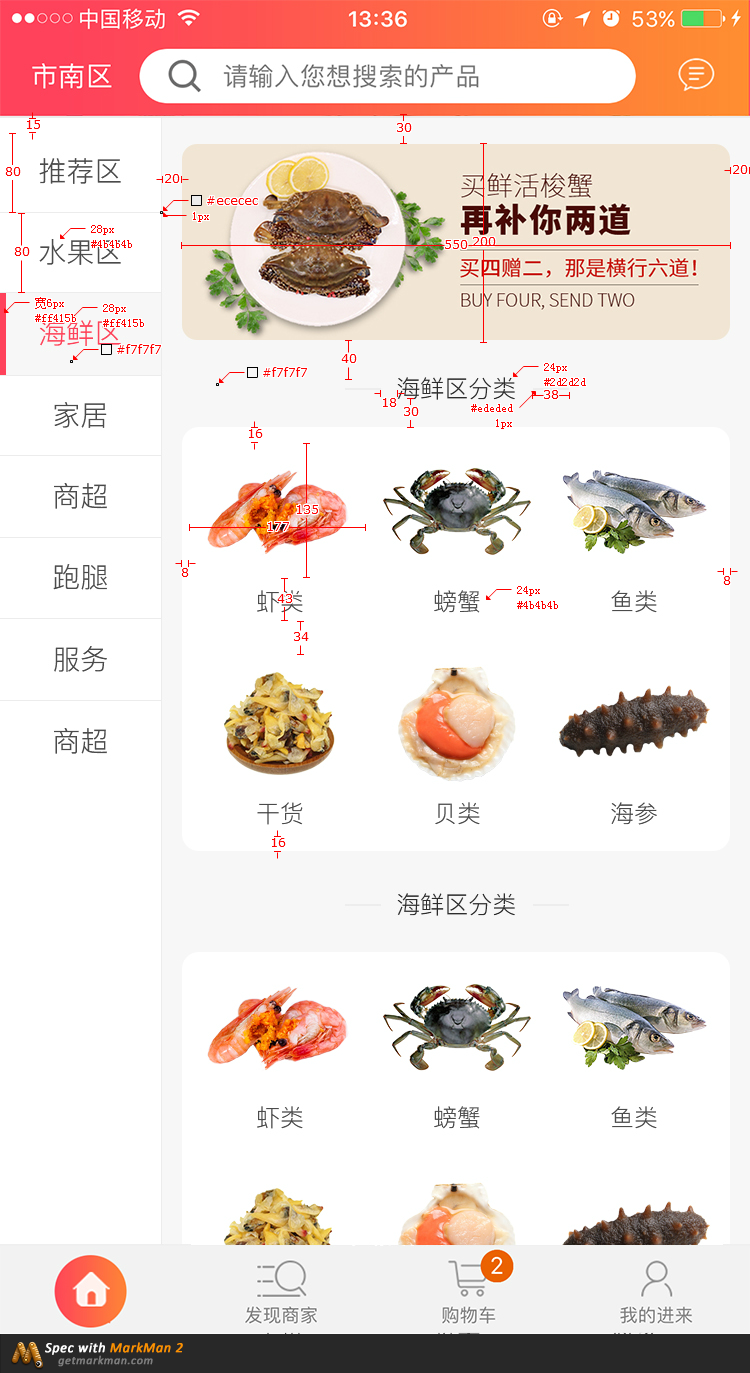 中国移动
13:36
53%
市南区
请输入您想搜索的产品
15
30
80
推荐区
20
#ececec
1px
买鲜活梭蟹
再补你两道
买四赠二，那是横行六道！
BUY FOUR, SEND TWO
20
550
200
80
28px
#4b4b4b
水果区
宽6px
#ff415b
28px
#ff415b
海鲜区
#f7f7f7
#f7f7f7
40
海鲜区分类
24px
#2d2d2d
18
38
30
#ededed
1px
家居
商超
跑腿
服务
商超
16
135
177
8
8
43
34
虾类
螃蟹
24px
#4b4b4b
鱼类
干货
贝类
海参
16
海鲜区分类
虾类
螃蟹
鱼类
2
发现商家
购物车
我的进来
Spec with MarkMan 2
getmarkman.com